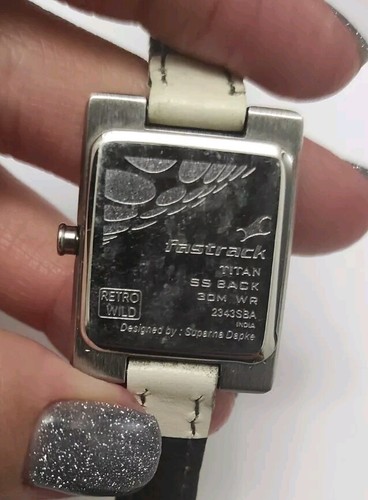 fastrack
TITAN
SS BACK
30M WR
2343SBA
INDIA
RETRO
WILD
Designed by : Suparna Dapke